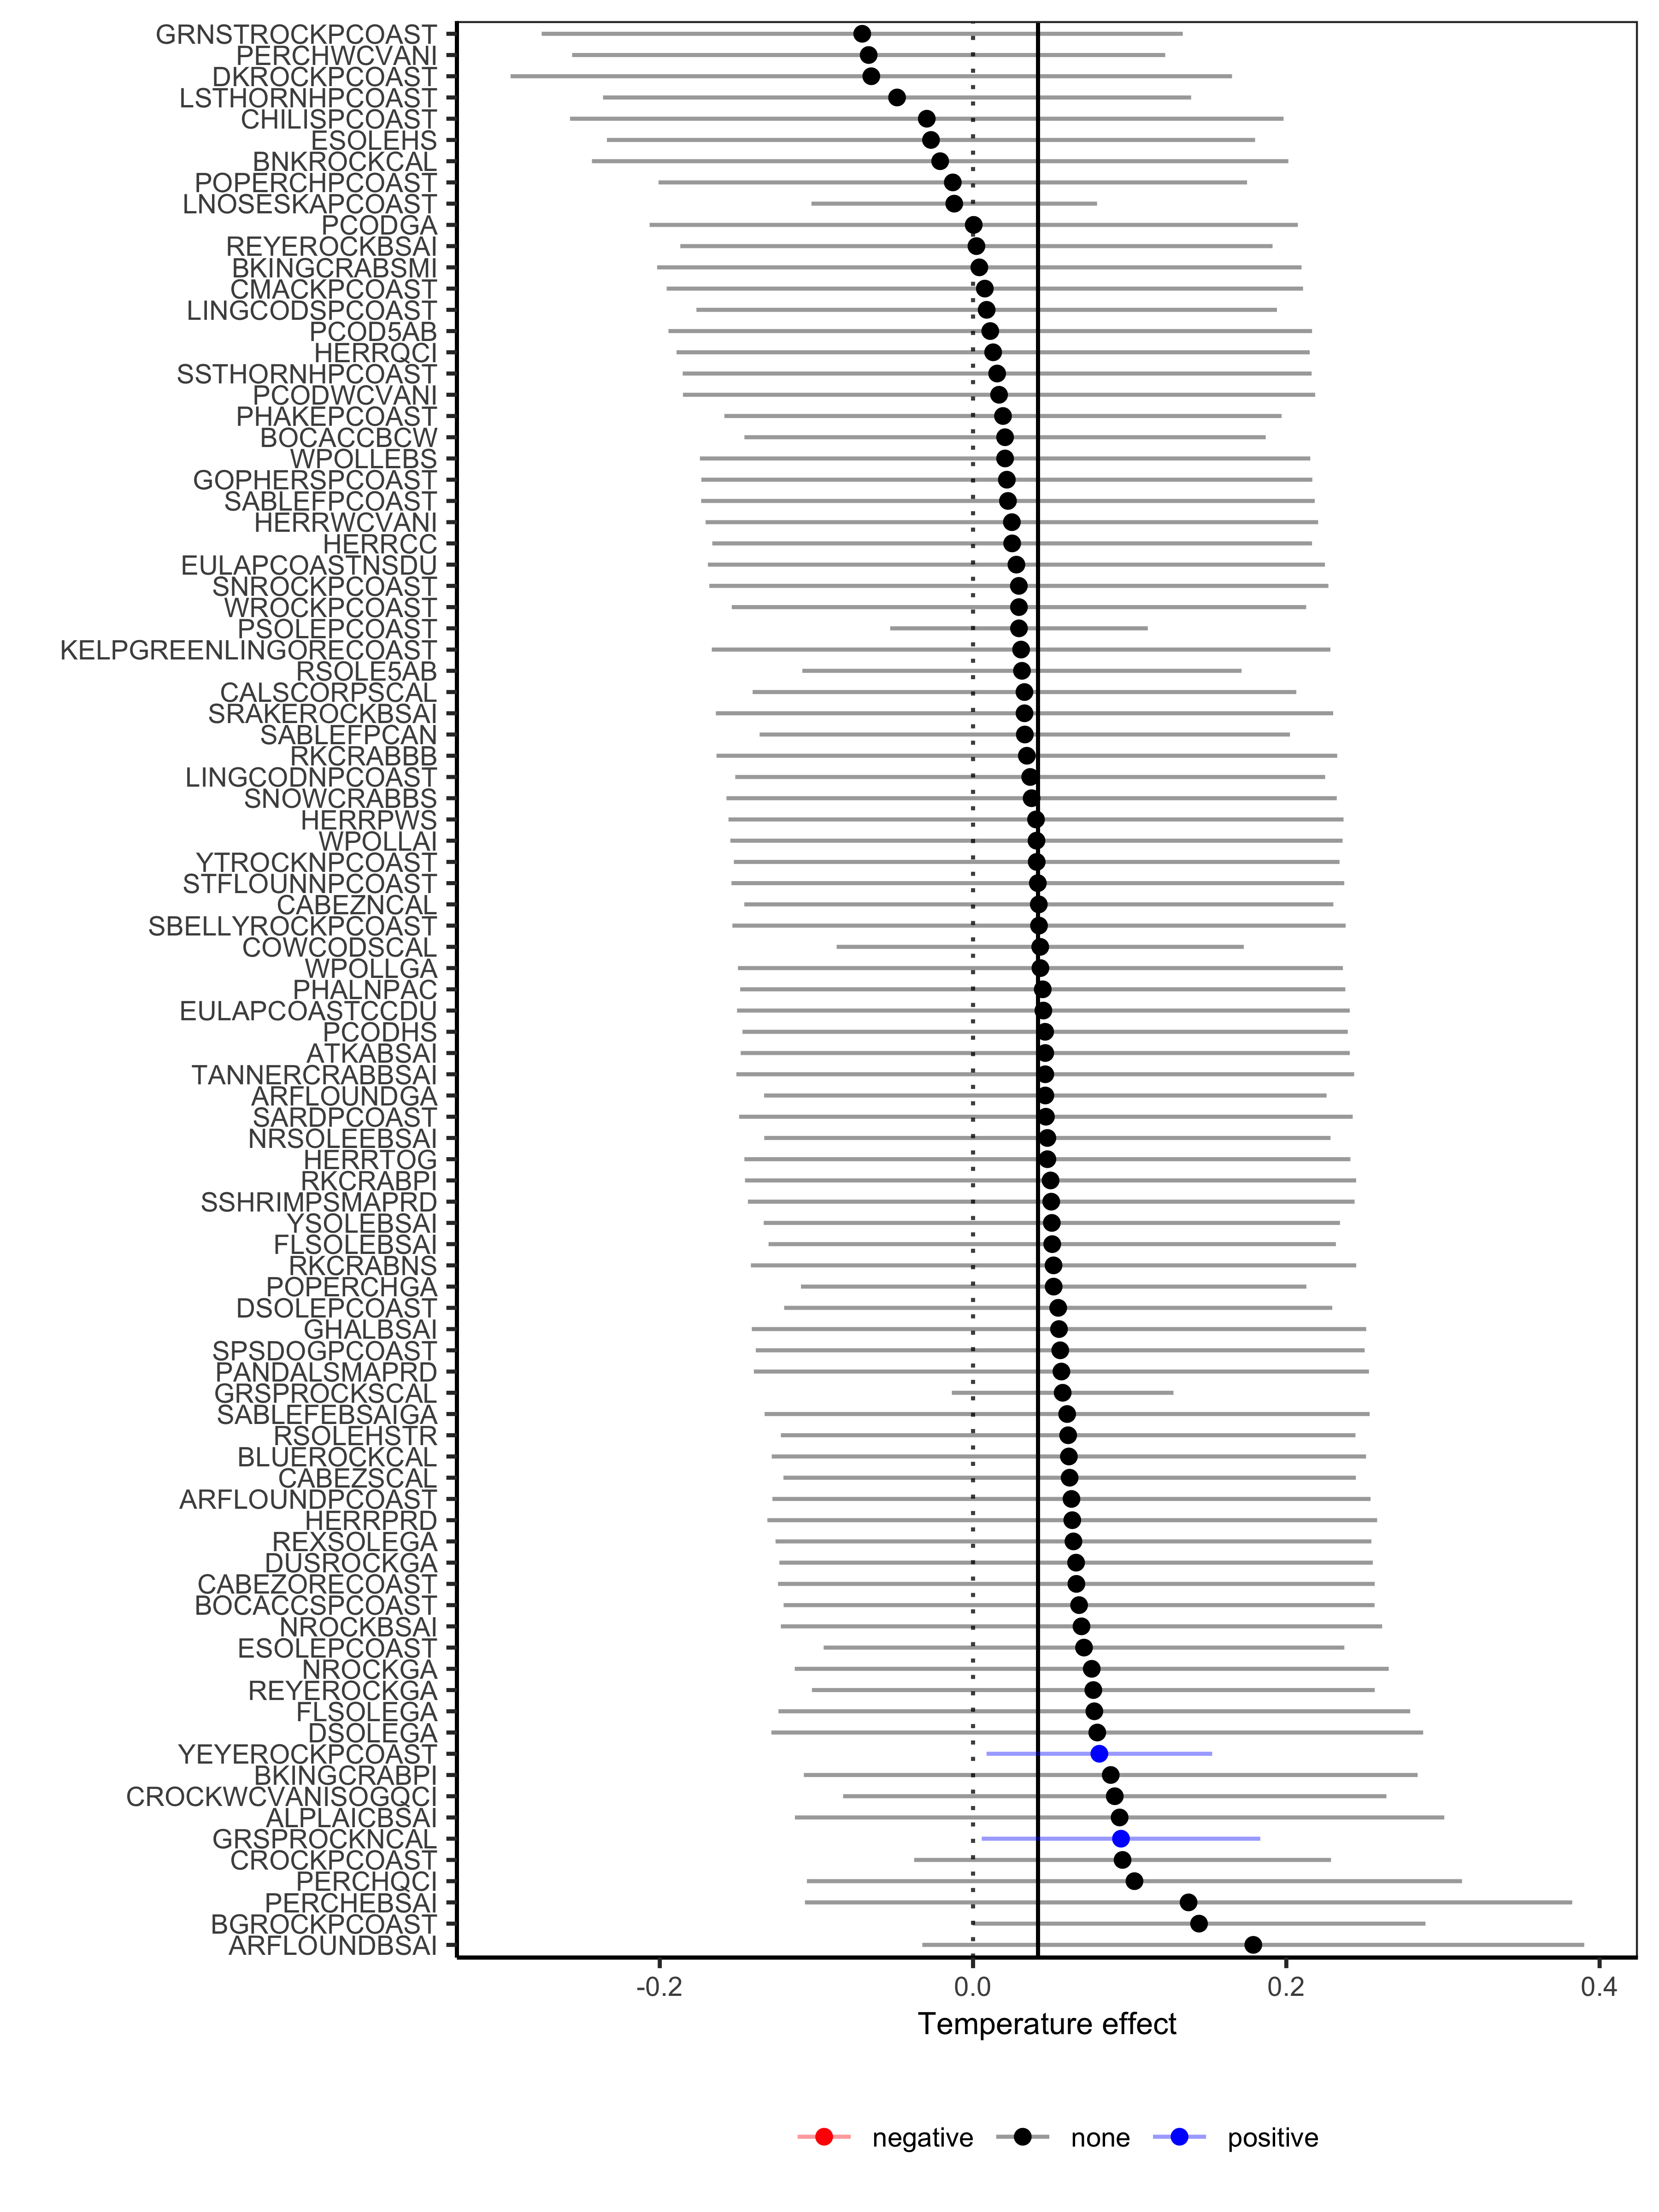 GRNSTROCKPCOAST
PERCHWCVANI
DKROCKPCOAST
LSTHORNHPCOAST
CHILISPCOAST
ESOLEHS
BNKROCKCAL
POPERCHPCOAST
LNOSESKAPCOAST
PCODGA
REYEROCKBSAI
BKINGCRABSMI
CMACKPCOAST
LINGCODSPCOAST
PCOD5AB
HERRQCI
SSTHORNHPCOAST
PCODWCVANI
PHAKEPCOAST
BOCACCBCW
WPOLLEBS
GOPHERSPCOAST
SABLEFPCOAST
HERRWCVANI
HERRCC
EULAPCOASTNSDU
SNROCKPCOAST
WROCKPCOAST
PSOLEPCOAST
KELPGREENLINGORECOAST
RSOLE5AB
CALSCORPSCAL
SRAKEROCKBSAI
SABLEFPCAN
RKCRABBB
LINGCODNPCOAST
SNOWCRABBS
HERRPWS
WPOLLAI
YTROCKNPCOAST
STFLOUNNPCOAST
CABEZNCAL
SBELLYROCKPCOAST
COWCODSCAL
WPOLLGA
PHALNPAC
EULAPCOASTCCDU
PCODHS
ATKABSAI
TANNERCRABBSAI
ARFLOUNDGA
SARDPCOAST
NRSOLEEBSAI
HERRTOG
RKCRABPI
SSHRIMPSMAPRD
YSOLEBSAI
FLSOLEBSAI
RKCRABNS
POPERCHGA
DSOLEPCOAST
GHALBSAI
SPSDOGPCOAST
PANDALSMAPRD
GRSPROCKSCAL
SABLEFEBSAIGA
RSOLEHSTR
BLUEROCKCAL
CABEZSCAL
ARFLOUNDPCOAST
HERRPRD
REXSOLEGA
DUSROCKGA
CABEZORECOAST
BOCACCSPCOAST
NROCKBSAI
ESOLEPCOAST
NROCKGA
REYEROCKGA
FLSOLEGA
DSOLEGA
YEYEROCKPCOAST
BKINGCRABPI
CROCKWCVANISOGQCI
ALPLAICBSAI
GRSPROCKNCAL
CROCKPCOAST
PERCHQCI
PERCHEBSAI
BGROCKPCOAST
ARFLOUNDBSAI
-0.2 0.0 0.2 0.4
Temperature effect
negative none positive